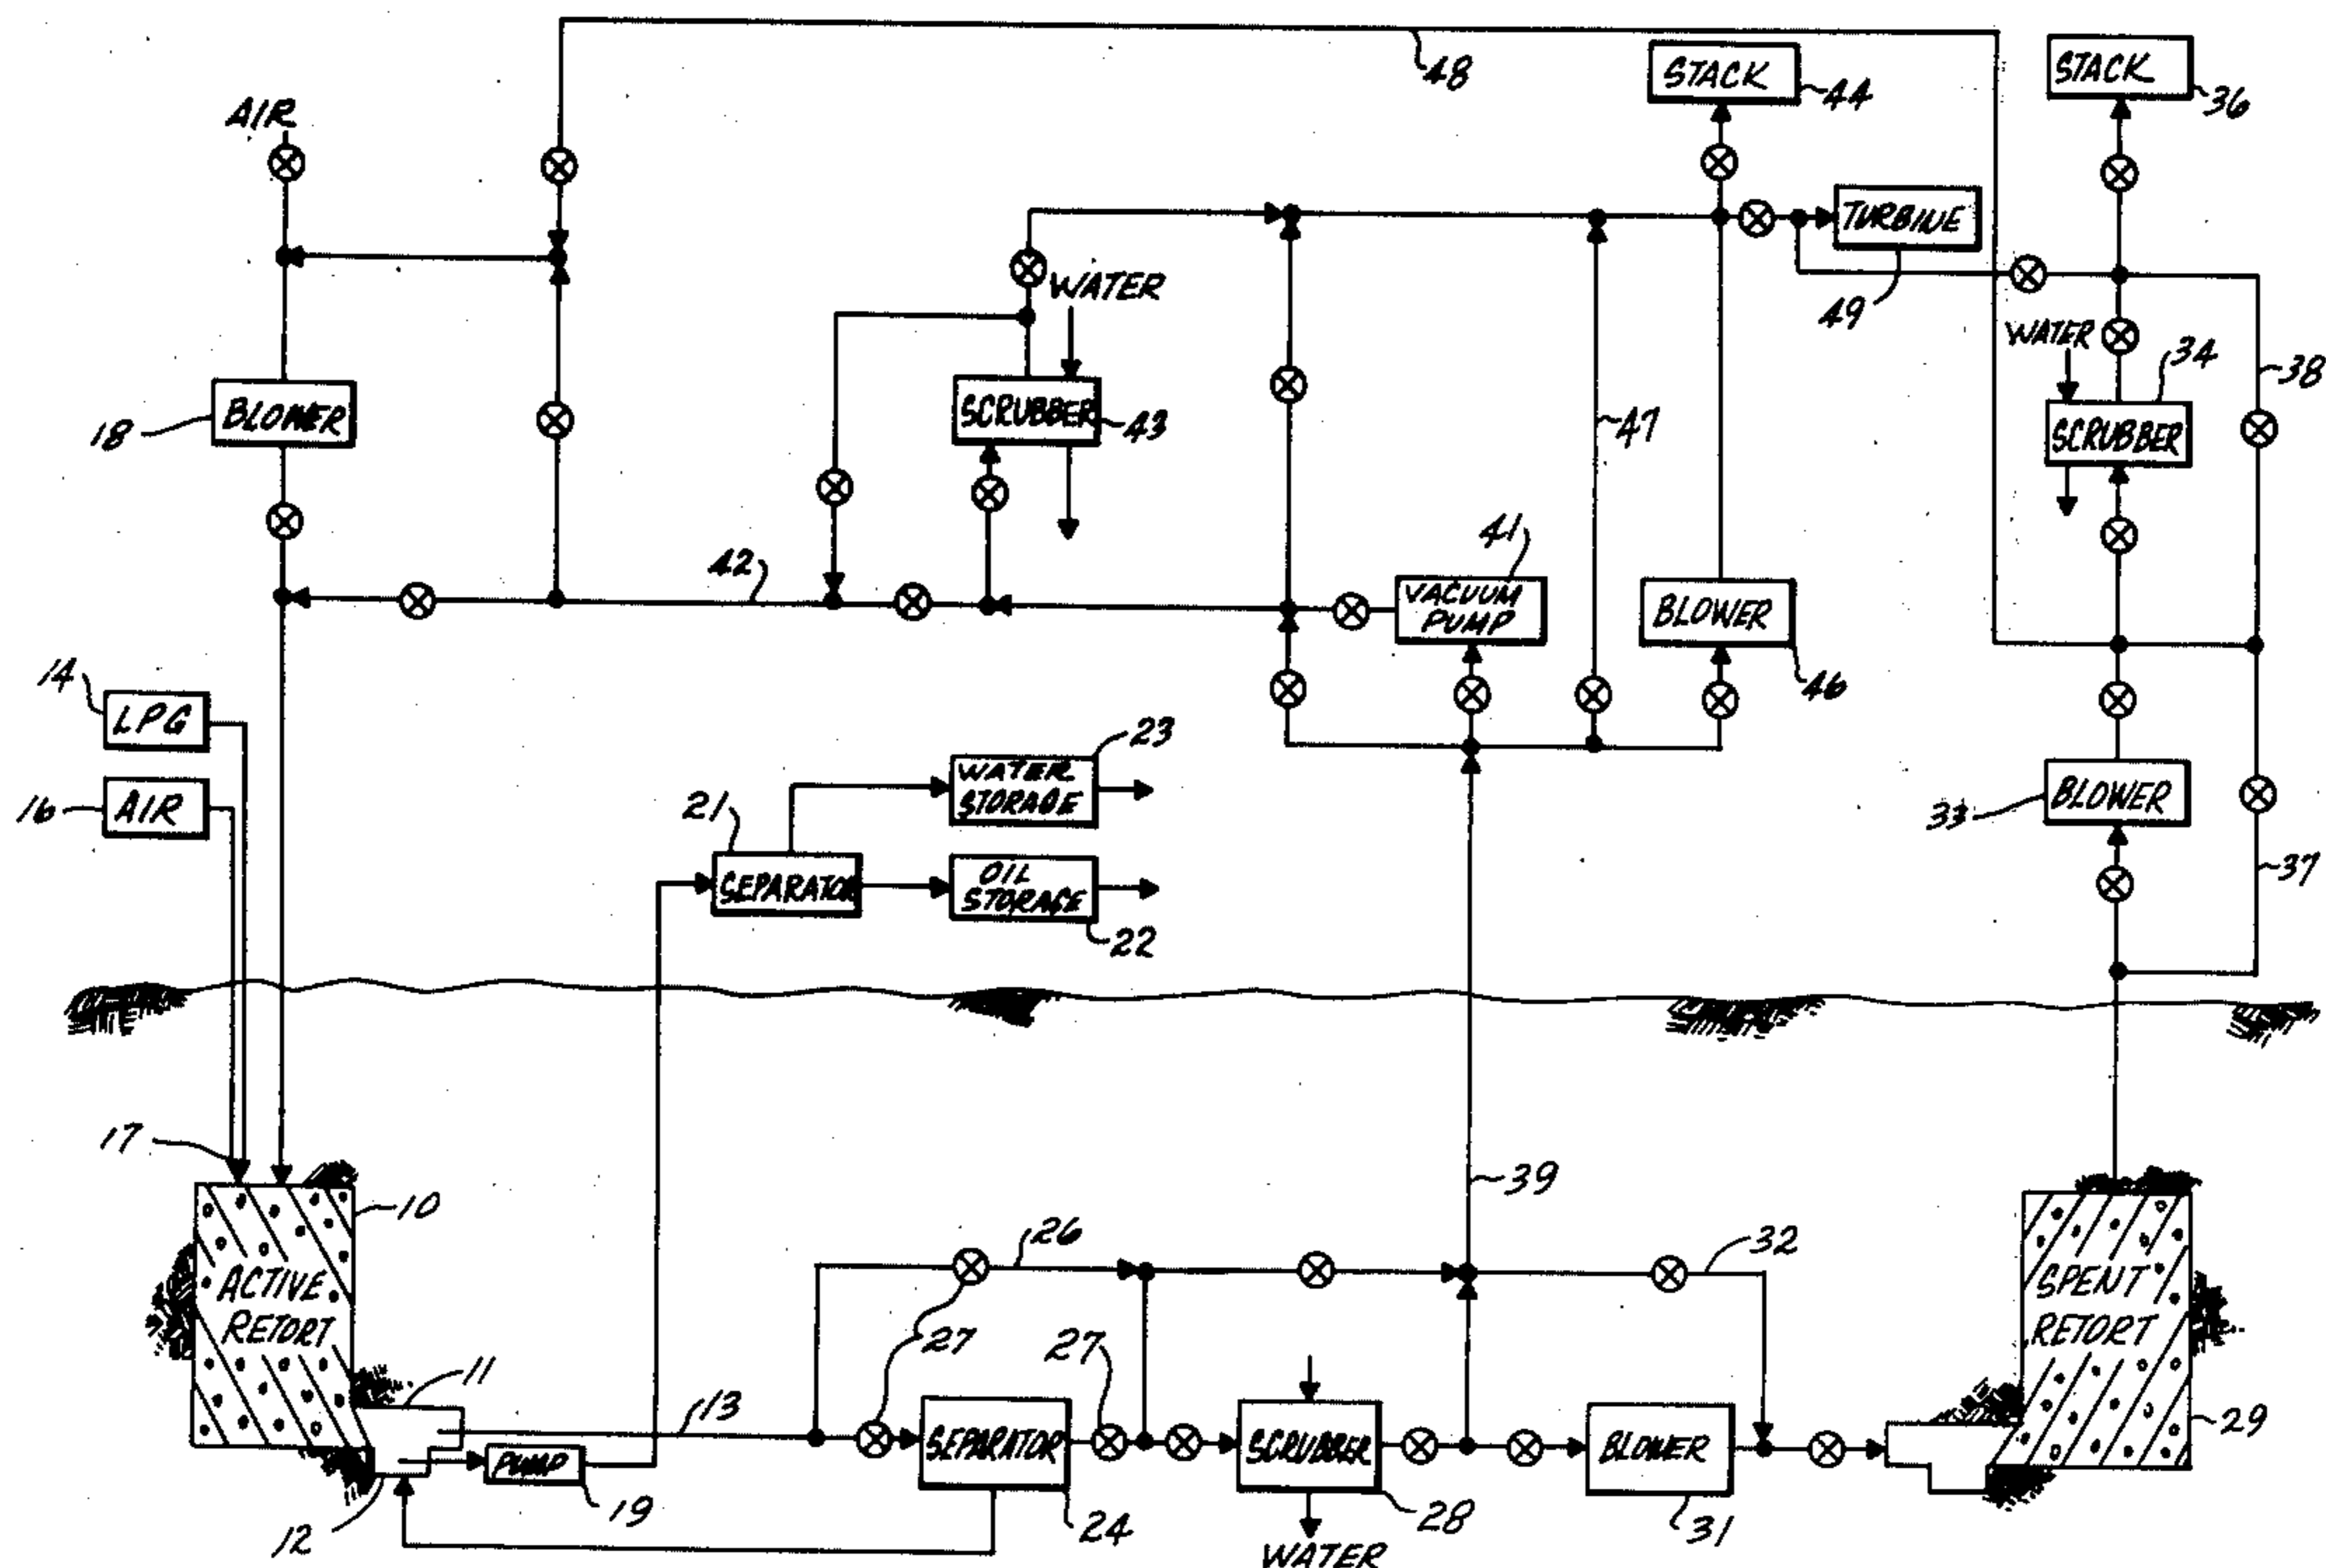 48
STACK
44
STACK
36
AIR
TURBINE
49
WATER
WATER
34
38
BLOWER
18
SCRUBBER
43
47
SCRUBBER
42
41
VACUUM
PUMP
BLOWER
46
14
LPG
16
AIR
23
WATER
STORAGE
21
SEPARATOR
OIL
STORAGE
22
33
BLOWER
37
17
10
39
26
32
ACTIVE
RETORT
SPENT
RETORT
27
27
11
13
29
PUMP
SEPARATOR
SCRUBBER
BLOWER
12
19
24
28
31
WATER